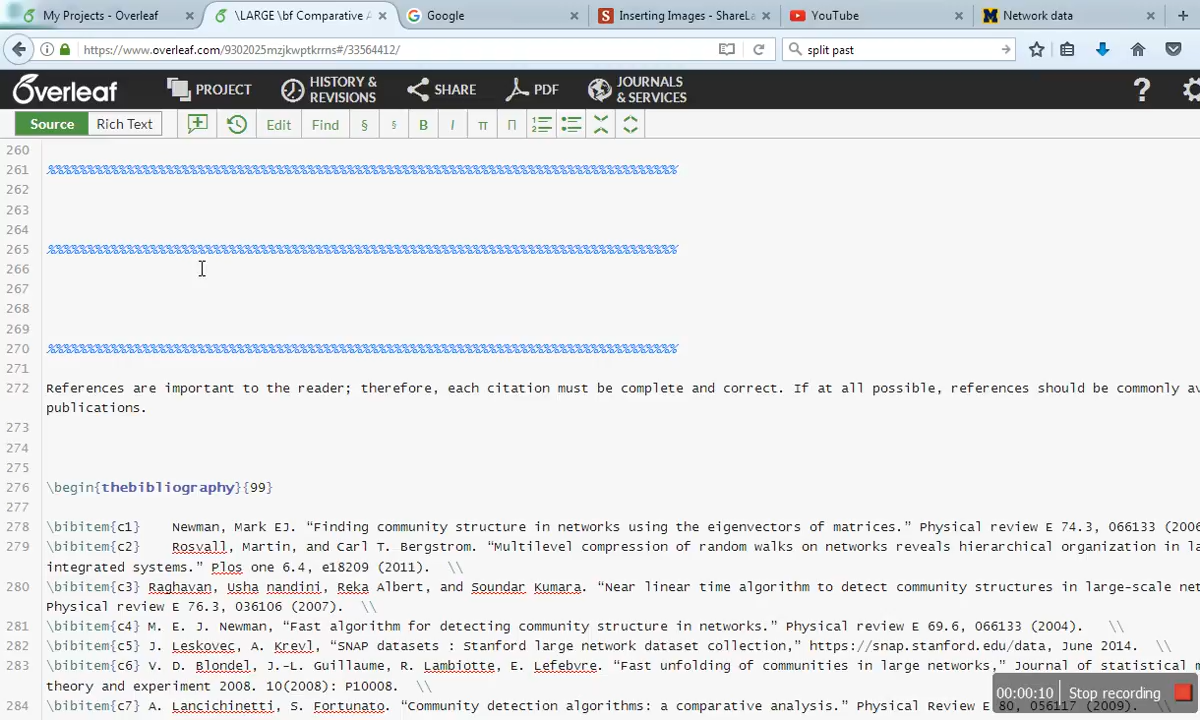 My Projects - Overleaf
\LARGE \bf Comparative A
Google
Inserting Images - ShareLa
YouTube
Network data
https://www.overleaf.com/9302025mzjkwptkrrns#/33564412/
split past
Overleaf
PROJECT
HISTORY & REVISIONS
SHARE
PDF
JOURNALS & SERVICES
?
Source
Rich Text
Edit
Find
§
§
B
I
π
Π
260
261 %%%%%%%%%%%%%%%%%%%%%%%%%%%%%%%%%%%%%%%%%%%%%%%%%%%%%%%%%%%%%%%%%%%%%%%%%%%%%%%
262
263
264
265 %%%%%%%%%%%%%%%%%%%%%%%%%%%%%%%%%%%%%%%%%%%%%%%%%%%%%%%%%%%%%%%%%%%%%%%%%%%%%%%
266
267
268
269
270 %%%%%%%%%%%%%%%%%%%%%%%%%%%%%%%%%%%%%%%%%%%%%%%%%%%%%%%%%%%%%%%%%%%%%%%%%%%%%%%
271
272 References are important to the reader; therefore, each citation must be complete and correct. If at all possible, references should be commonly av
publications.
273
274
275
276 \begin{thebibliography}{99}
277
278 \bibitem{c1} Newman, Mark EJ. “Finding community structure in networks using the eigenvectors of matrices.” Physical review E 74.3, 066133 (2006
279 \bibitem{c2} Rosvall, Martin, and Carl T. Bergstrom. “Multilevel compression of random walks on networks reveals hierarchical organization in la
integrated systems.” Plos one 6.4, e18209 (2011). \\
280 \bibitem{c3} Raghavan, Usha nandini, Reka Albert, and Soundar Kumara. “Near linear time algorithm to detect community structures in large-scale net
Physical review E 76.3, 036106 (2007). \\
281 \bibitem{c4} M. E. J. Newman, “Fast algorithm for detecting community structure in networks.” Physical review E 69.6, 066133 (2004). \\
282 \bibitem{c5} J. Leskovec, A. Krevl, “SNAP datasets : Stanford large network dataset collection,” https://snap.stanford.edu/data, June 2014. \\
283 \bibitem{c6} V. D. Blondel, J.-L. Guillaume, R. Lambiotte, E. Lefebvre. “Fast unfolding of communities in large networks,” Journal of statistical m
theory and experiment 2008. 10(2008): P10008. \\
284 \bibitem{c7} A. Lancichinetti, S. Fortunato. “Community detection algorithms: a comparative analysis.” Physical Review E 80, 056117 (2009). \\
00:00:10 Stop recording